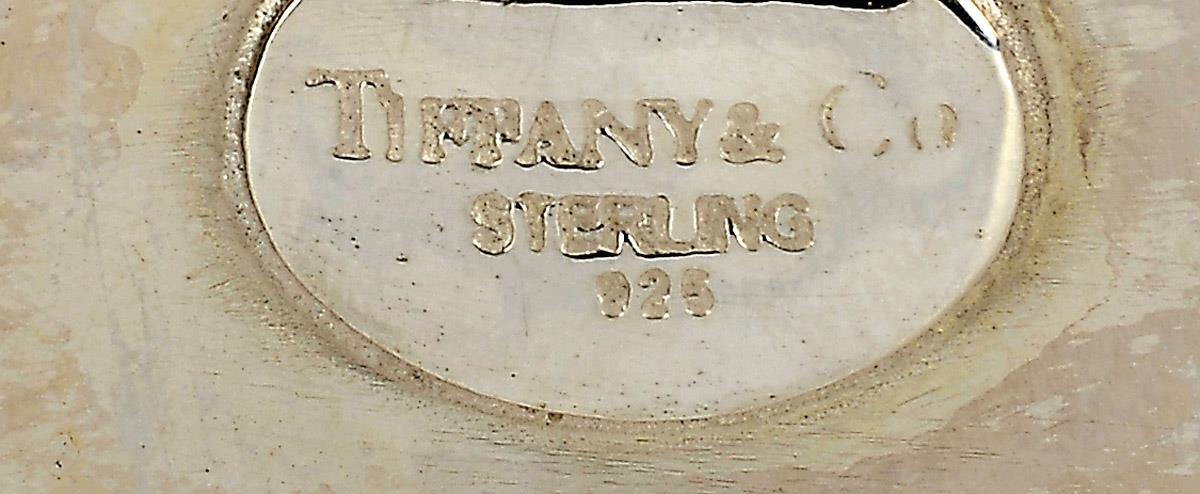 TIFFANY & Co
STERLING
925